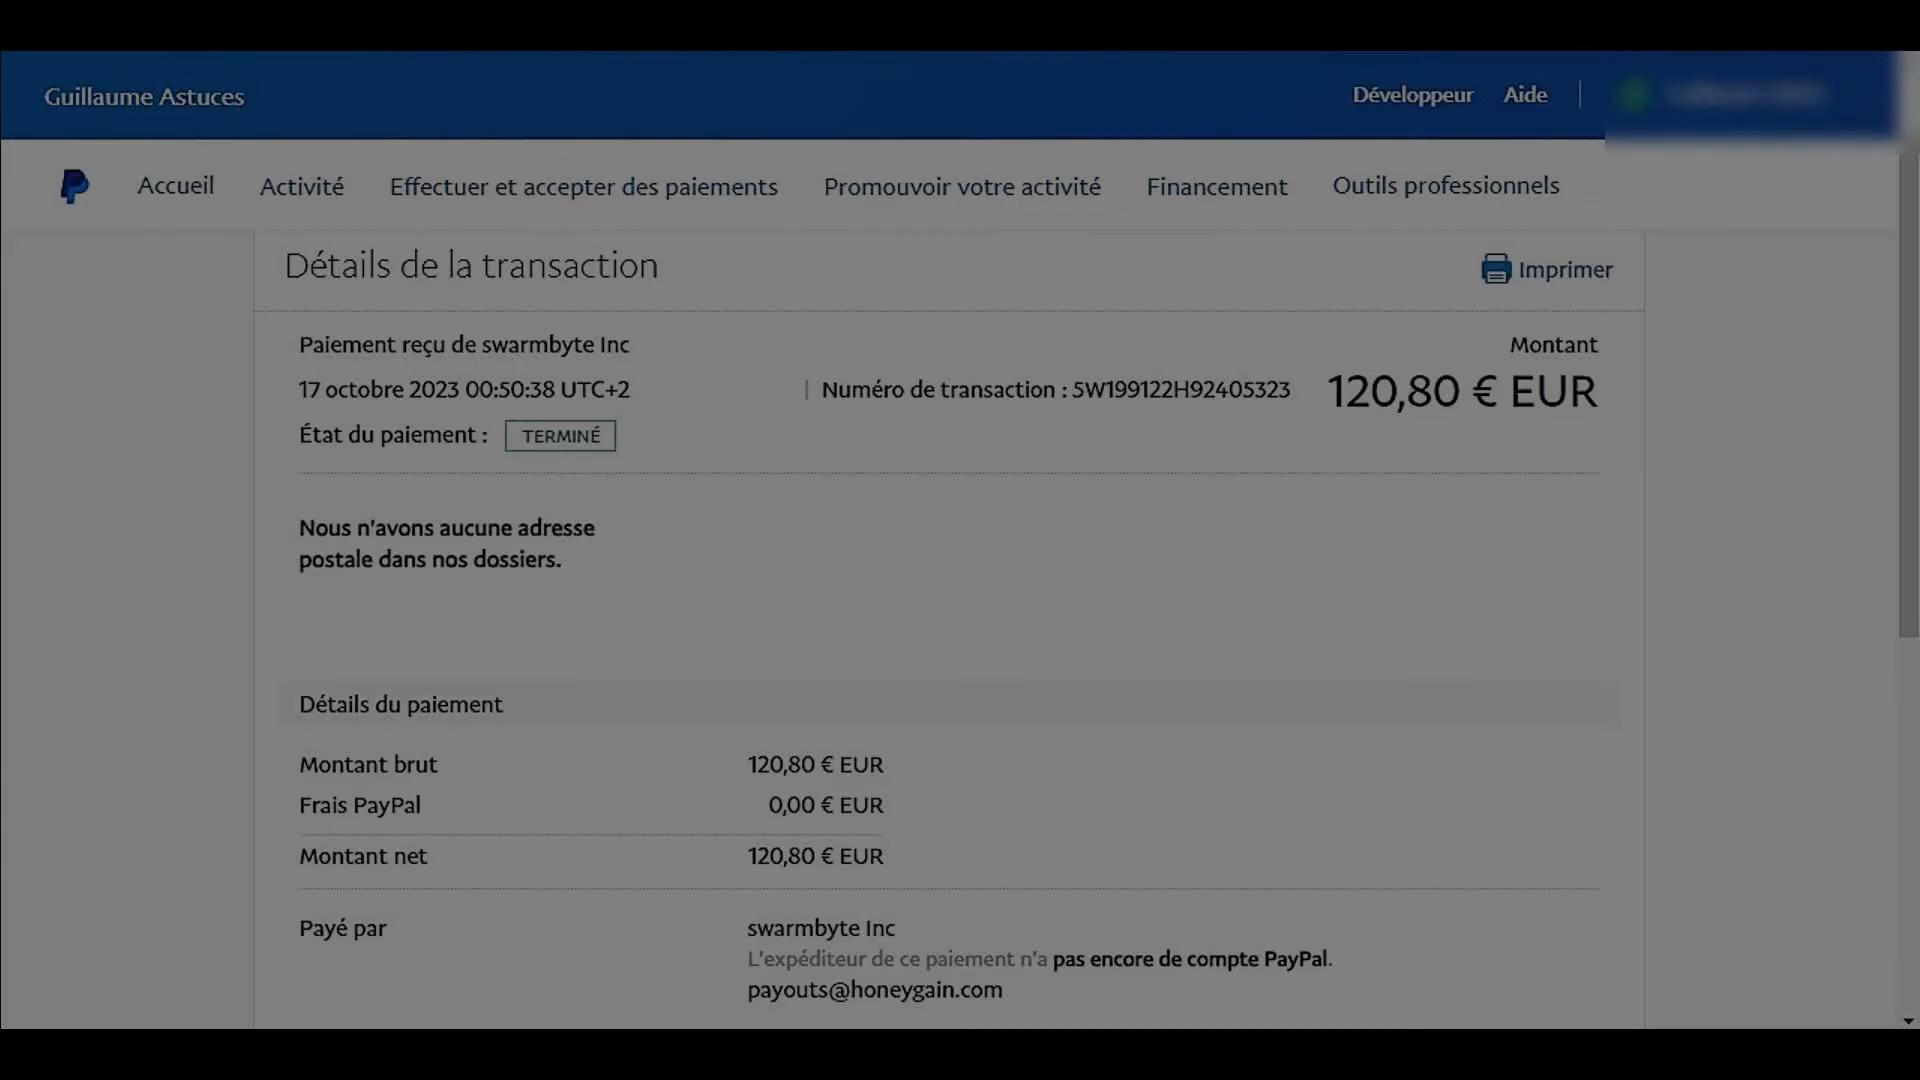 Guillaume Astuces
Développeur Aide
Accueil Activité Effectuer et accepter des paiements Promouvoir votre activité Financement Outils professionnels
Détails de la transaction
Imprimer
Paiement reçu de swarmbyte Inc
Montant
17 octobre 2023 00:50:38 UTC+2 | Numéro de transaction : 5W199122H92405323
120,80 € EUR
État du paiement : TERMINÉ
Nous n'avons aucune adresse
postale dans nos dossiers.
Détails du paiement
Montant brut 120,80 € EUR
Frais PayPal 0,00 € EUR
Montant net 120,80 € EUR
Payé par swarmbyte Inc
L'expéditeur de ce paiement n'a pas encore de compte PayPal.
payouts@honeygain.com